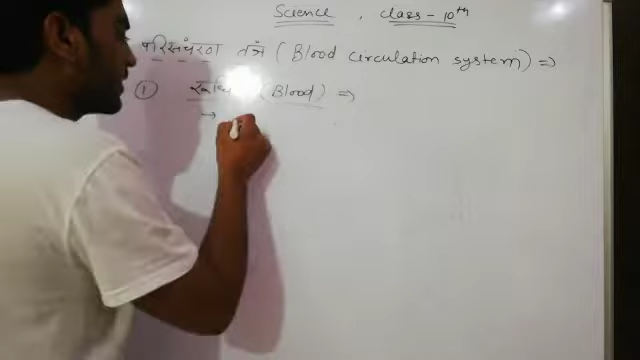 Science , class - 10th
परिसंचरण तंत्र ( Blood circulation system ) ⇒
① ( Blood ) ⇒
→